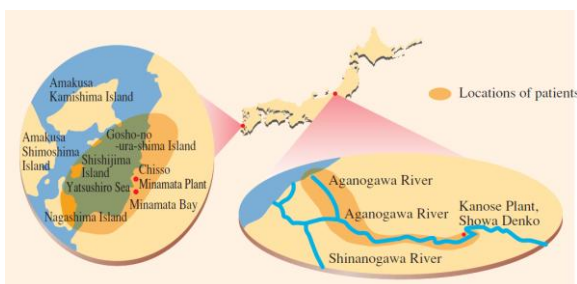 Amakusa
Kamishima Island
Amakusa
Shimoshima
Island
Gosho-no
-ura-shima Island
Shishijima
Island
Yatsushiro Sea
Chisso
Minamata Plant
Minamata Bay
Nagashima Island
Locations of patients
Aganogawa River
Aganogawa River
Kanose Plant,
Showa Denko
Shinanogawa River